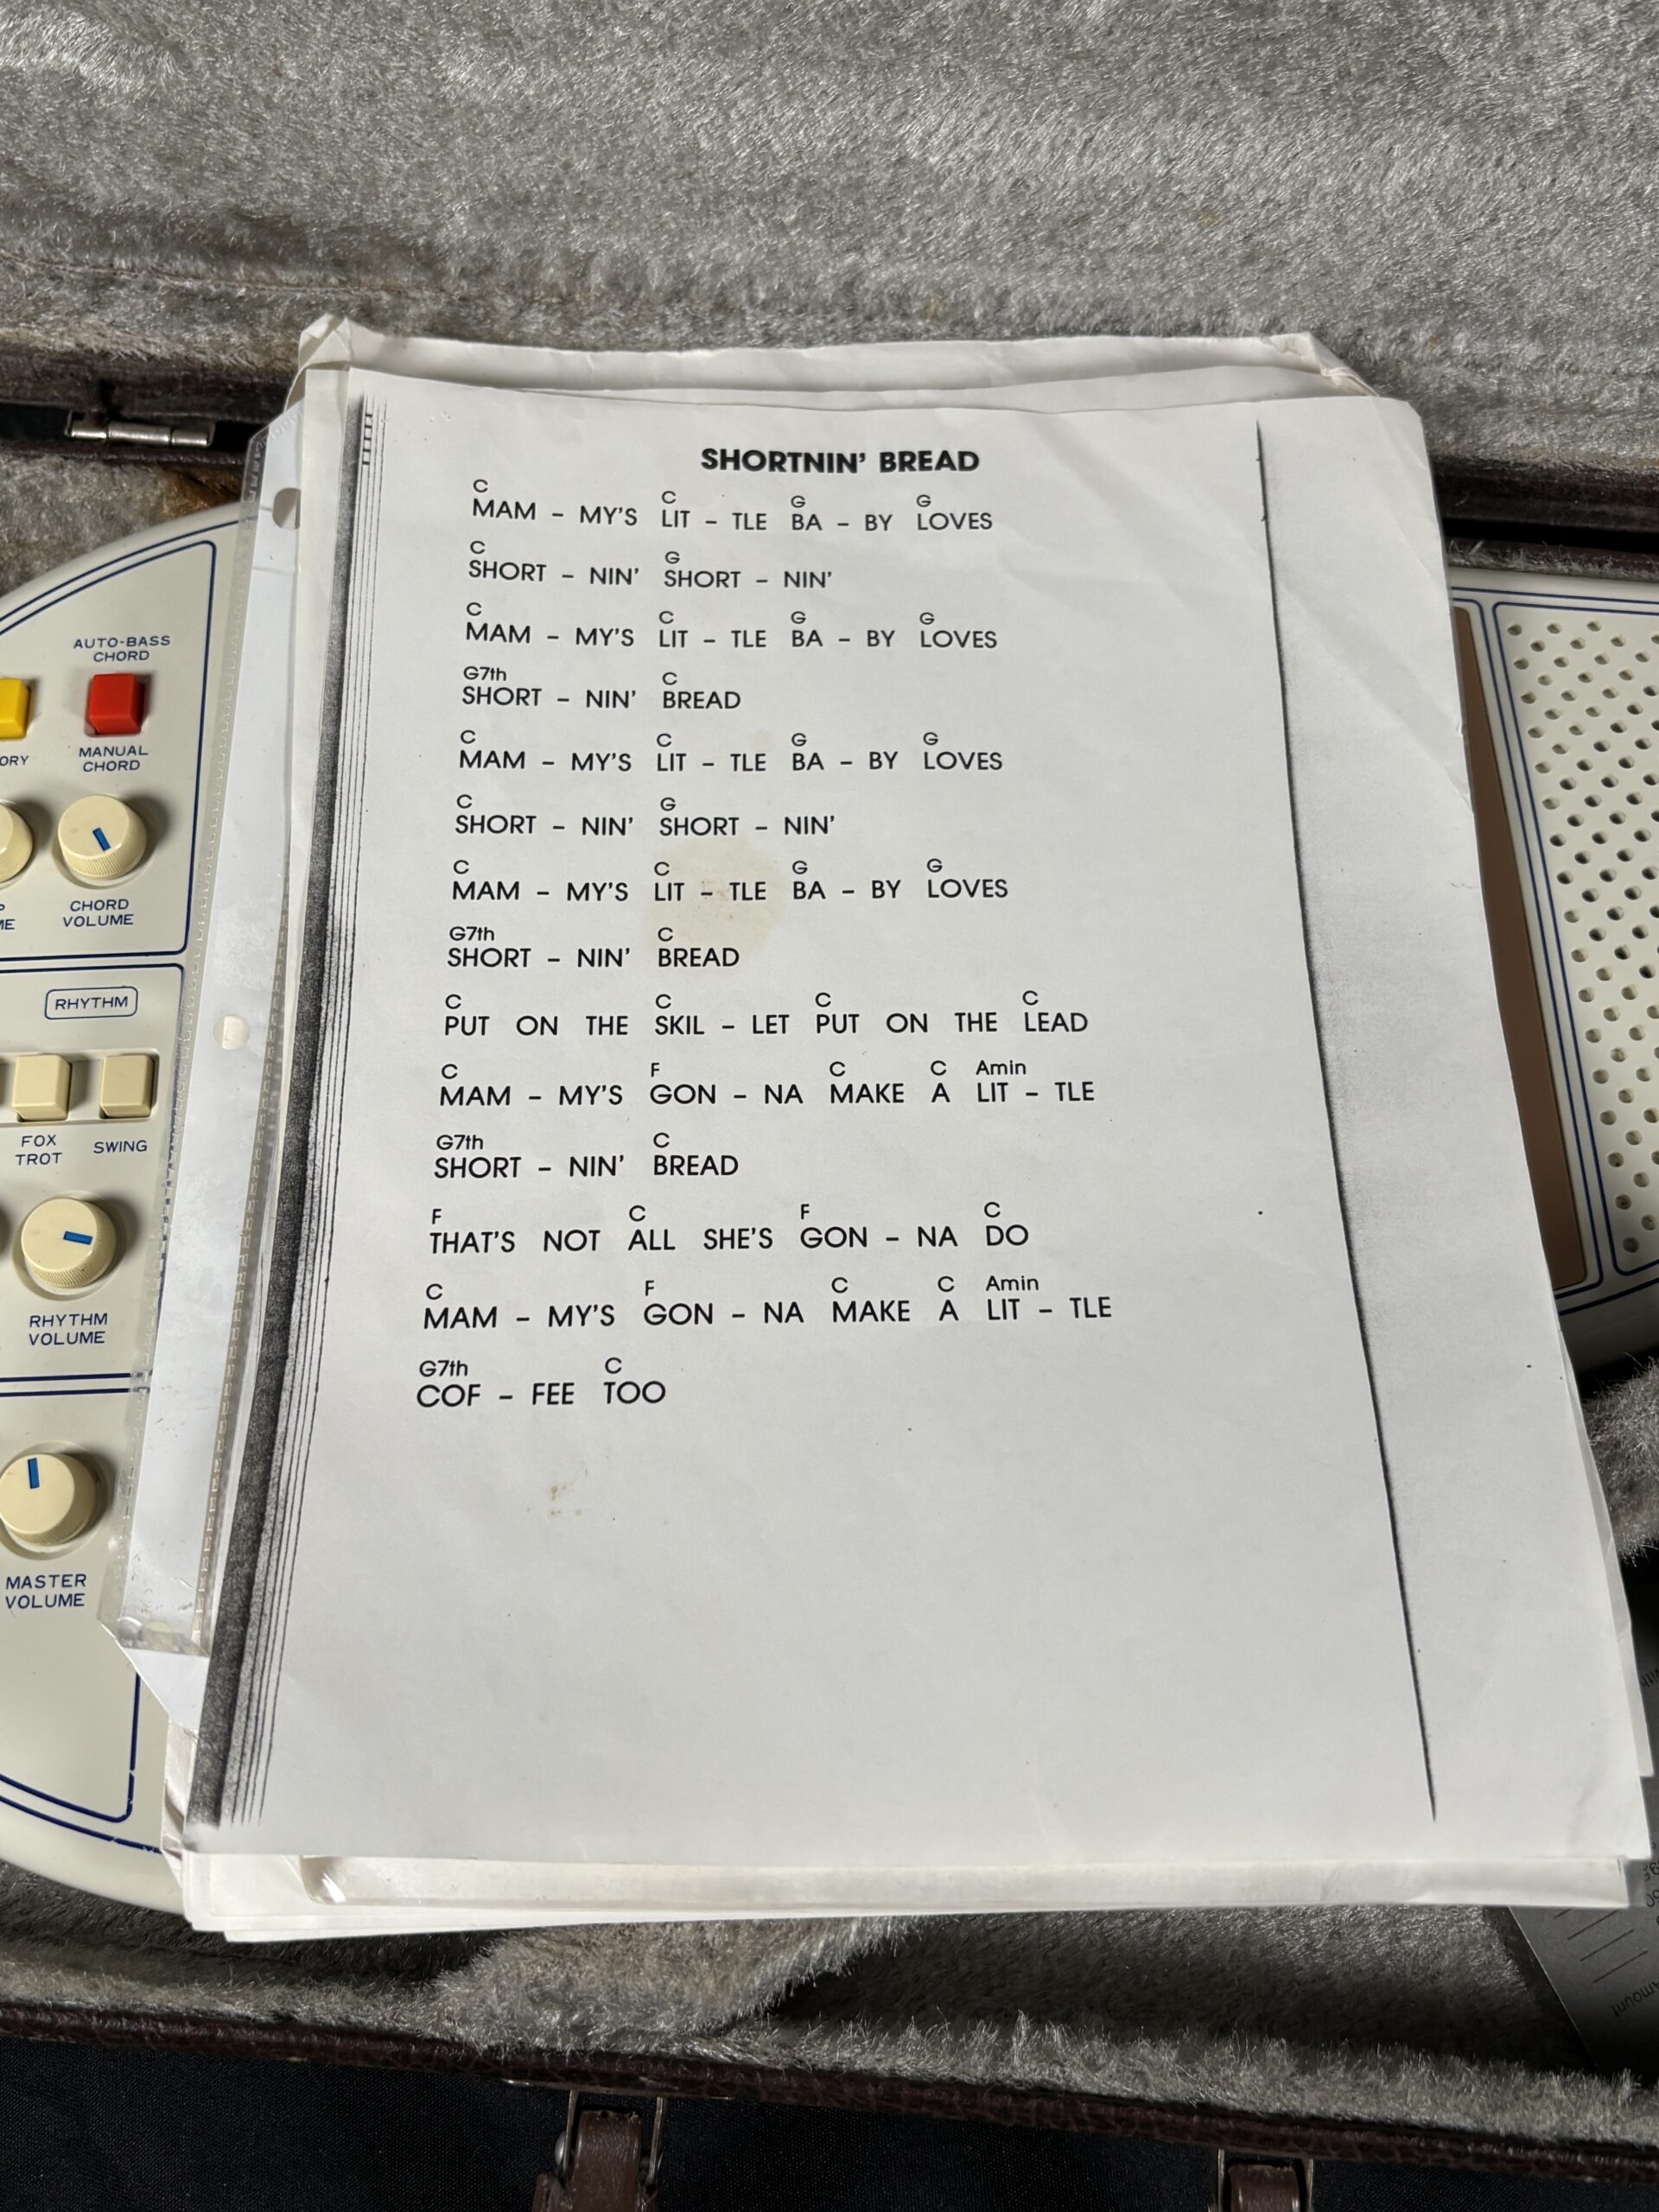 SHORTNIN' BREAD
C C G G
MAM – MY'S LIT – TLE BA – BY LOVES
C G
SHORT – NIN' SHORT – NIN'
C C G G
MAM – MY'S LIT – TLE BA – BY LOVES
G7th C
SHORT – NIN' BREAD
C C G G
MAM – MY'S LIT – TLE BA – BY LOVES
C G
SHORT – NIN' SHORT – NIN'
C C G G
MAM – MY'S LIT – TLE BA – BY LOVES
G7th C
SHORT – NIN' BREAD
C C C C
PUT ON THE SKIL – LET PUT ON THE LEAD
C F C C Amin
MAM – MY'S GON – NA MAKE A LIT – TLE
G7th C
SHORT – NIN' BREAD
F C F C
THAT'S NOT ALL SHE'S GON – NA DO
C F C C Amin
MAM – MY'S GON – NA MAKE A LIT – TLE
G7th C
COF – FEE TOO
AUTO-BASS
CHORD
MANUAL
CHORD
CHORD
VOLUME
RHYTHM
FOX
TROT
SWING
RHYTHM
VOLUME
MASTER
VOLUME